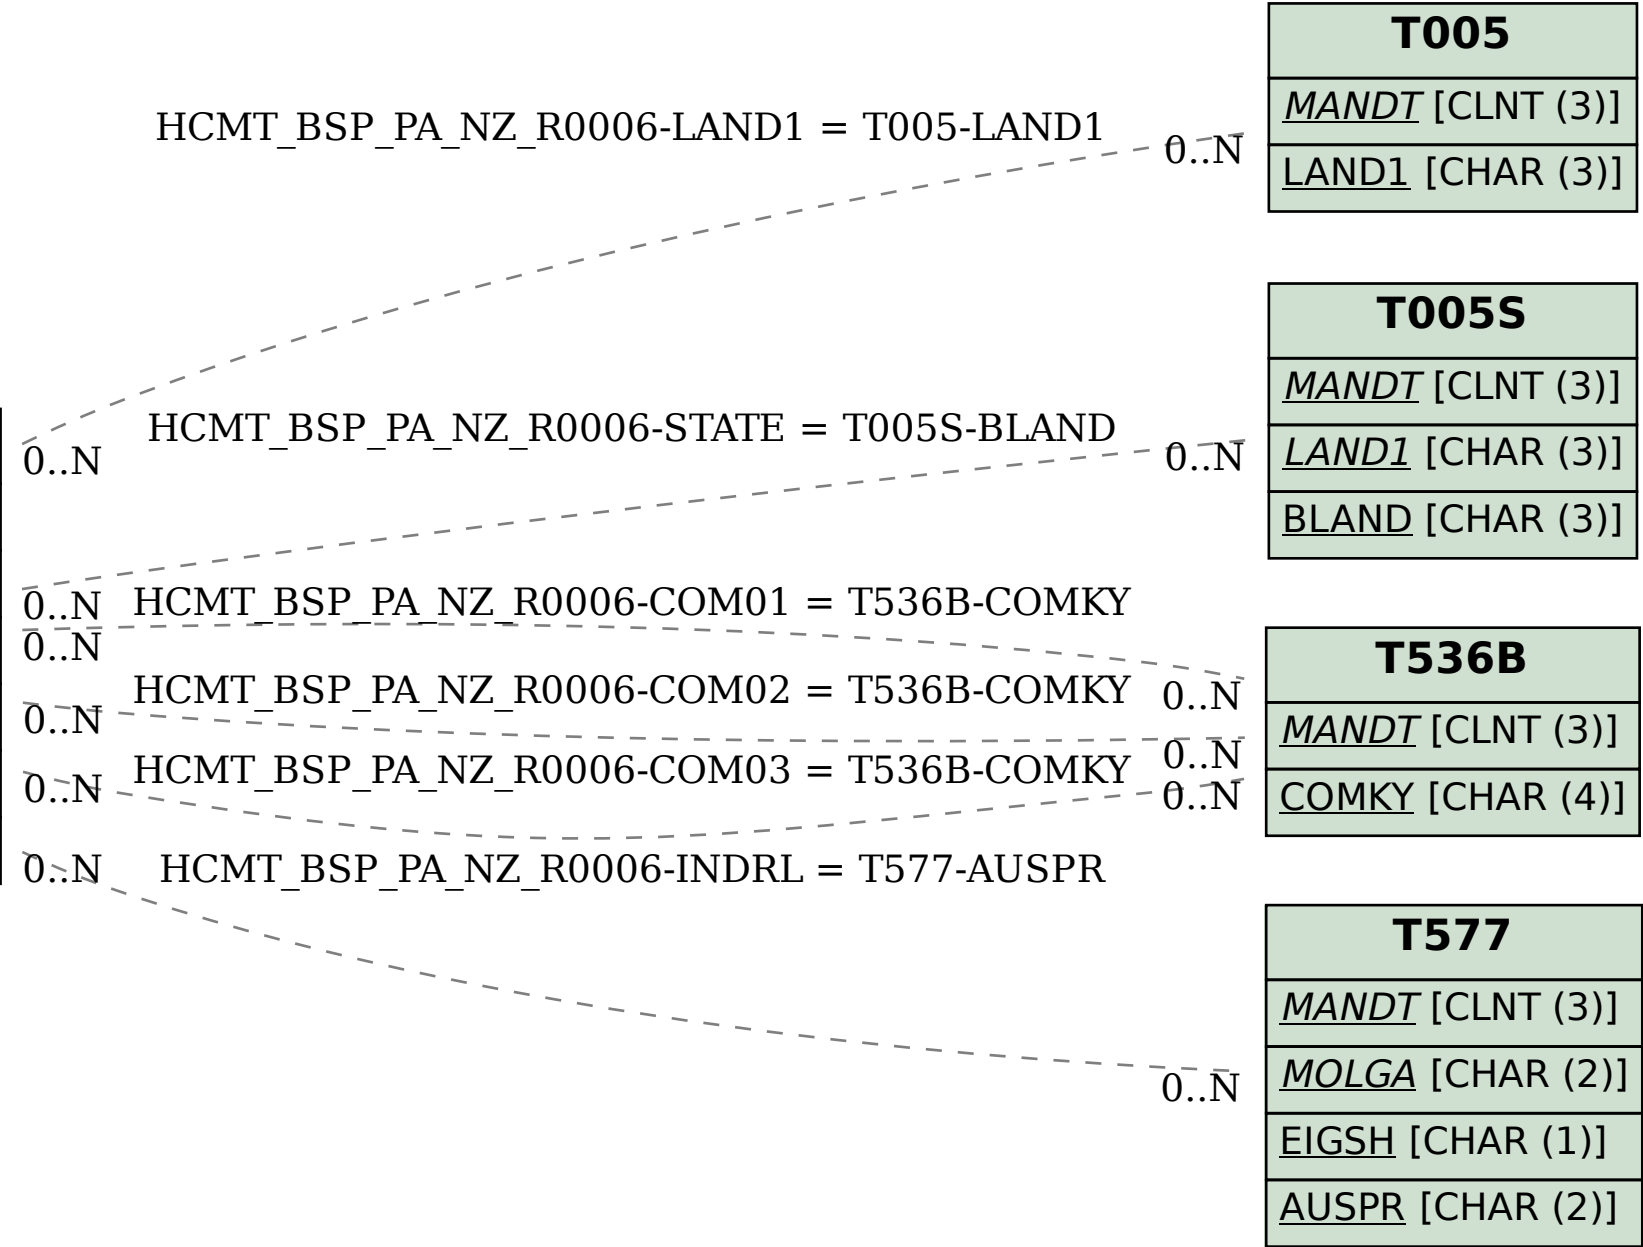 T005
MANDT [CLNT (3)]
HCMT_BSP_PA_NZ_R0006-LAND1 = T005-LAND1
0..N
LAND1 [CHAR (3)]
T005S
MANDT [CLNT (3)]
HCMT_BSP_PA_NZ_R0006-STATE = T005S-BLAND
0..N
0..N
LAND1 [CHAR (3)]
BLAND [CHAR (3)]
0..N
HCMT_BSP_PA_NZ_R0006-COM01 = T536B-COMKY
0..N
T536B
HCMT_BSP_PA_NZ_R0006-COM02 = T536B-COMKY
0..N
0..N
MANDT [CLNT (3)]
0..N
HCMT_BSP_PA_NZ_R0006-COM03 = T536B-COMKY
0..N
0..N
COMKY [CHAR (4)]
0..N
HCMT_BSP_PA_NZ_R0006-INDRL = T577-AUSPR
T577
MANDT [CLNT (3)]
0..N
MOLGA [CHAR (2)]
EIGSH [CHAR (1)]
AUSPR [CHAR (2)]